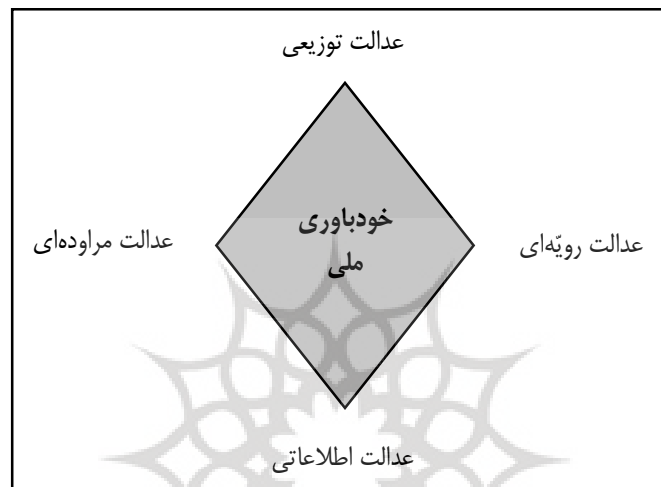 عدالت توزیعی
خودباوری
ملی
عدالت رویّه‌ای
عدالت مراوده‌ای
عدالت اطلاعاتی